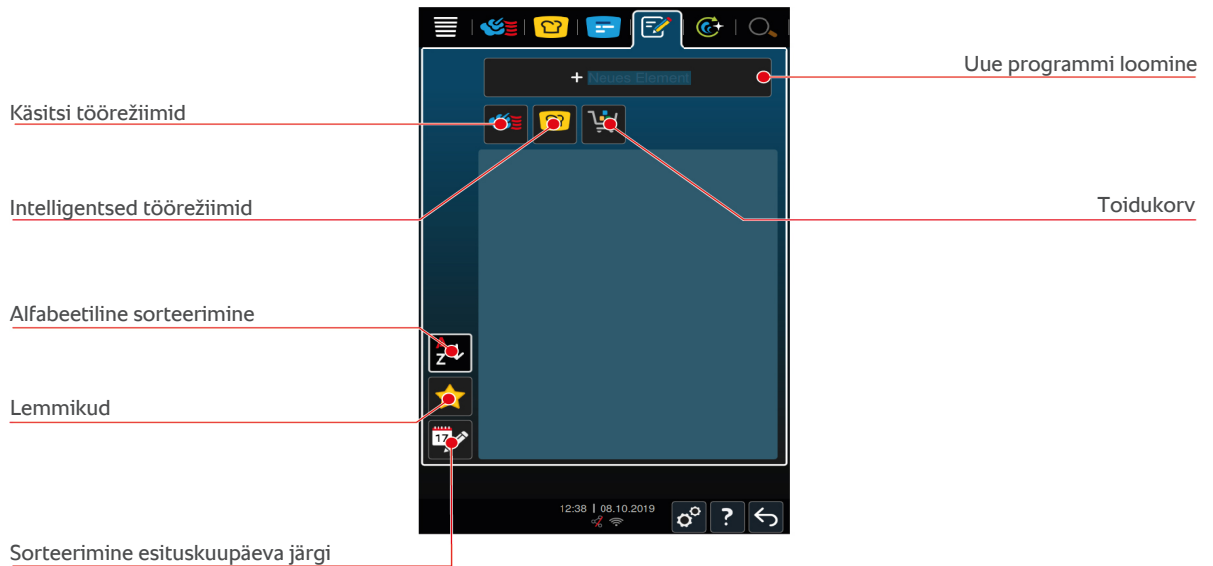 + Neues Element
Uue programmi loomine
Käsitsi töörežiimid
Intelligentsed töörežiimid
Toidukorv
Alfabeetiline sorteerimine
A
Z
Lemmikud
17
12:38 | 08.10.2019
?
Sorteerimine esituskuupäeva järgi